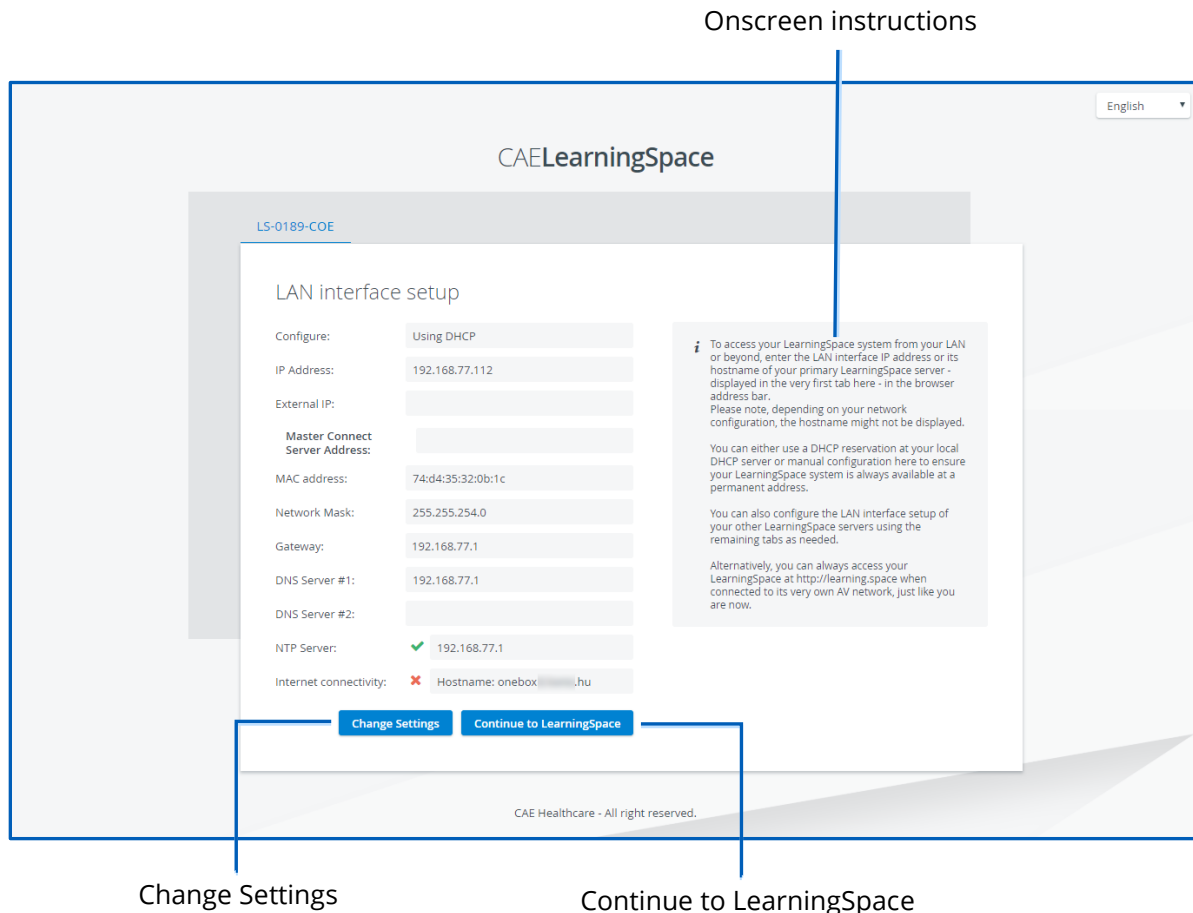 Onscreen instructions
English
CAELearningSpace
LS-0189-COE
LAN interface setup
Configure: Using DHCP
IP Address: 192.168.77.112
External IP:
Master Connect
Server Address:
MAC address: 74:d4:35:32:0b:1c
Network Mask: 255.255.254.0
Gateway: 192.168.77.1
DNS Server #1: 192.168.77.1
DNS Server #2:
NTP Server: 192.168.77.1
Internet connectivity: Hostname: onebox .hu
Change Settings Continue to LearningSpace
i To access your LearningSpace system from your LAN
or beyond, enter the LAN interface IP address or its
hostname of your primary LearningSpace server -
displayed in the very first tab here - in the browser
address bar.
Please note, depending on your network
configuration, the hostname might not be displayed.
You can either use a DHCP reservation at your local
DHCP server or manual configuration here to ensure
your LearningSpace system is always available at a
permanent address.
You can also configure the LAN interface setup of
your other LearningSpace servers using the
remaining tabs as needed.
Alternatively, you can always access your
LearningSpace at http://learning.space when
connected to its very own AV network, just like you
are now.
CAE Healthcare - All right reserved.
Change Settings
Continue to LearningSpace